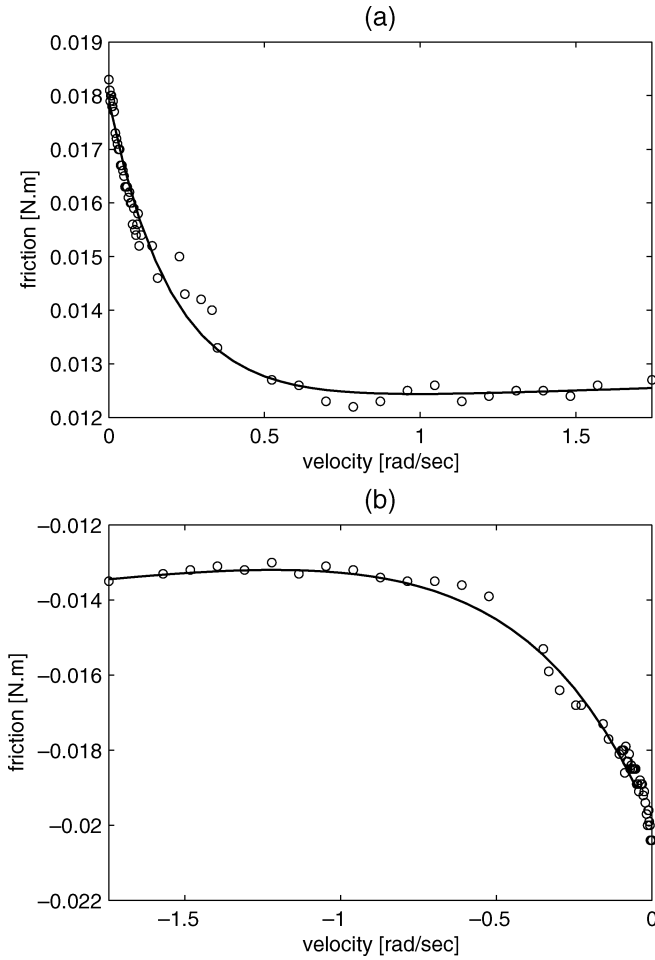 (a)
0.019
0.018
0.017
0.016
0.015
0.014
0.013
0.012
friction [N.m]
0 0.5 1 1.5
velocity [rad/sec]
(b)
−0.012
−0.014
−0.016
−0.018
−0.02
−0.022
friction [N.m]
−1.5 −1 −0.5 0
velocity [rad/sec]